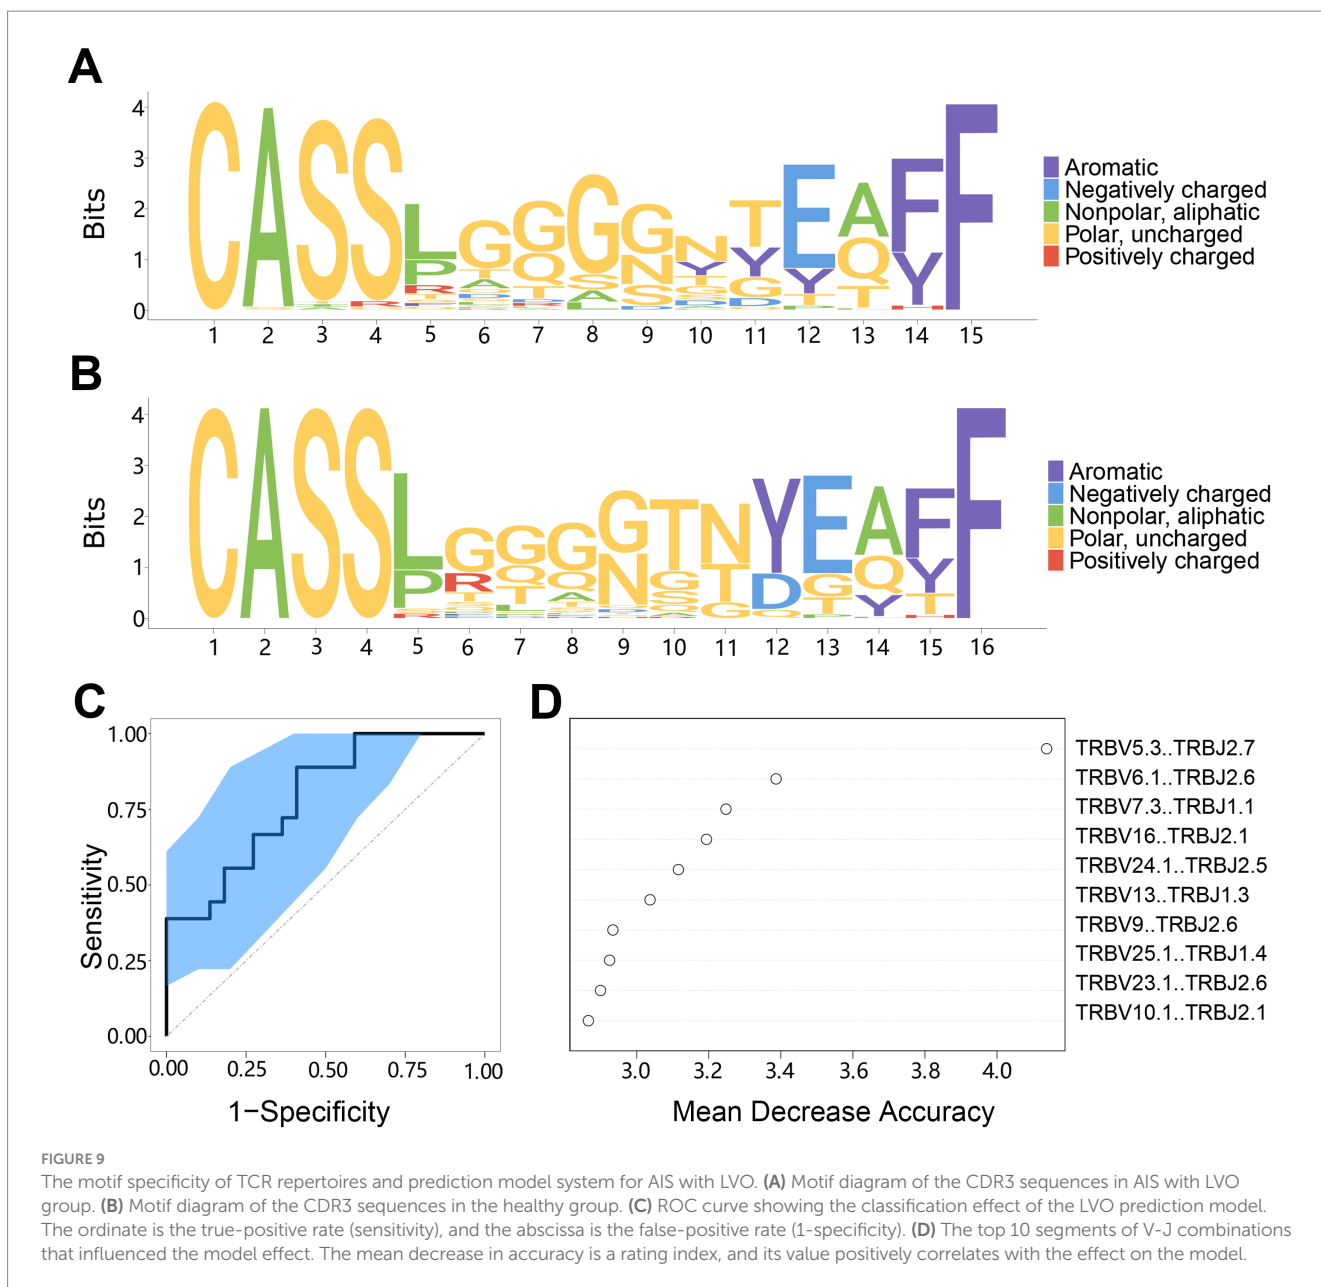 A
4
3
2
1
0
Bits
CASSLGGGGNTEAFF
1 2 3 4 5 6 7 8 9 10 11 12 13 14 15
Aromatic
Negatively charged
Nonpolar, aliphatic
Polar, uncharged
Positively charged
B
4
3
2
1
0
Bits
CASSLGGGGTNYEAFF
1 2 3 4 5 6 7 8 9 10 11 12 13 14 15 16
Aromatic
Negatively charged
Nonpolar, aliphatic
Polar, uncharged
Positively charged
C
1.00
0.75
0.50
0.25
0.00
Sensitivity
0.00 0.25 0.50 0.75 1.00
1−Specificity
D
TRBV5.3..TRBJ2.7
TRBV6.1..TRBJ2.6
TRBV7.3..TRBJ1.1
TRBV16..TRBJ2.1
TRBV24.1..TRBJ2.5
TRBV13..TRBJ1.3
TRBV9..TRBJ2.6
TRBV25.1..TRBJ1.4
TRBV23.1..TRBJ2.6
TRBV10.1..TRBJ2.1
3.0 3.2 3.4 3.6 3.8 4.0
Mean Decrease Accuracy
FIGURE 9
The motif specificity of TCR repertoires and prediction model system for AIS with LVO. (A) Motif diagram of the CDR3 sequences in AIS with LVO
group. (B) Motif diagram of the CDR3 sequences in the healthy group. (C) ROC curve showing the classification effect of the LVO prediction model.
The ordinate is the true-positive rate (sensitivity), and the abscissa is the false-positive rate (1-specificity). (D) The top 10 segments of V-J combinations
that influenced the model effect. The mean decrease in accuracy is a rating index, and its value positively correlates with the effect on the model.